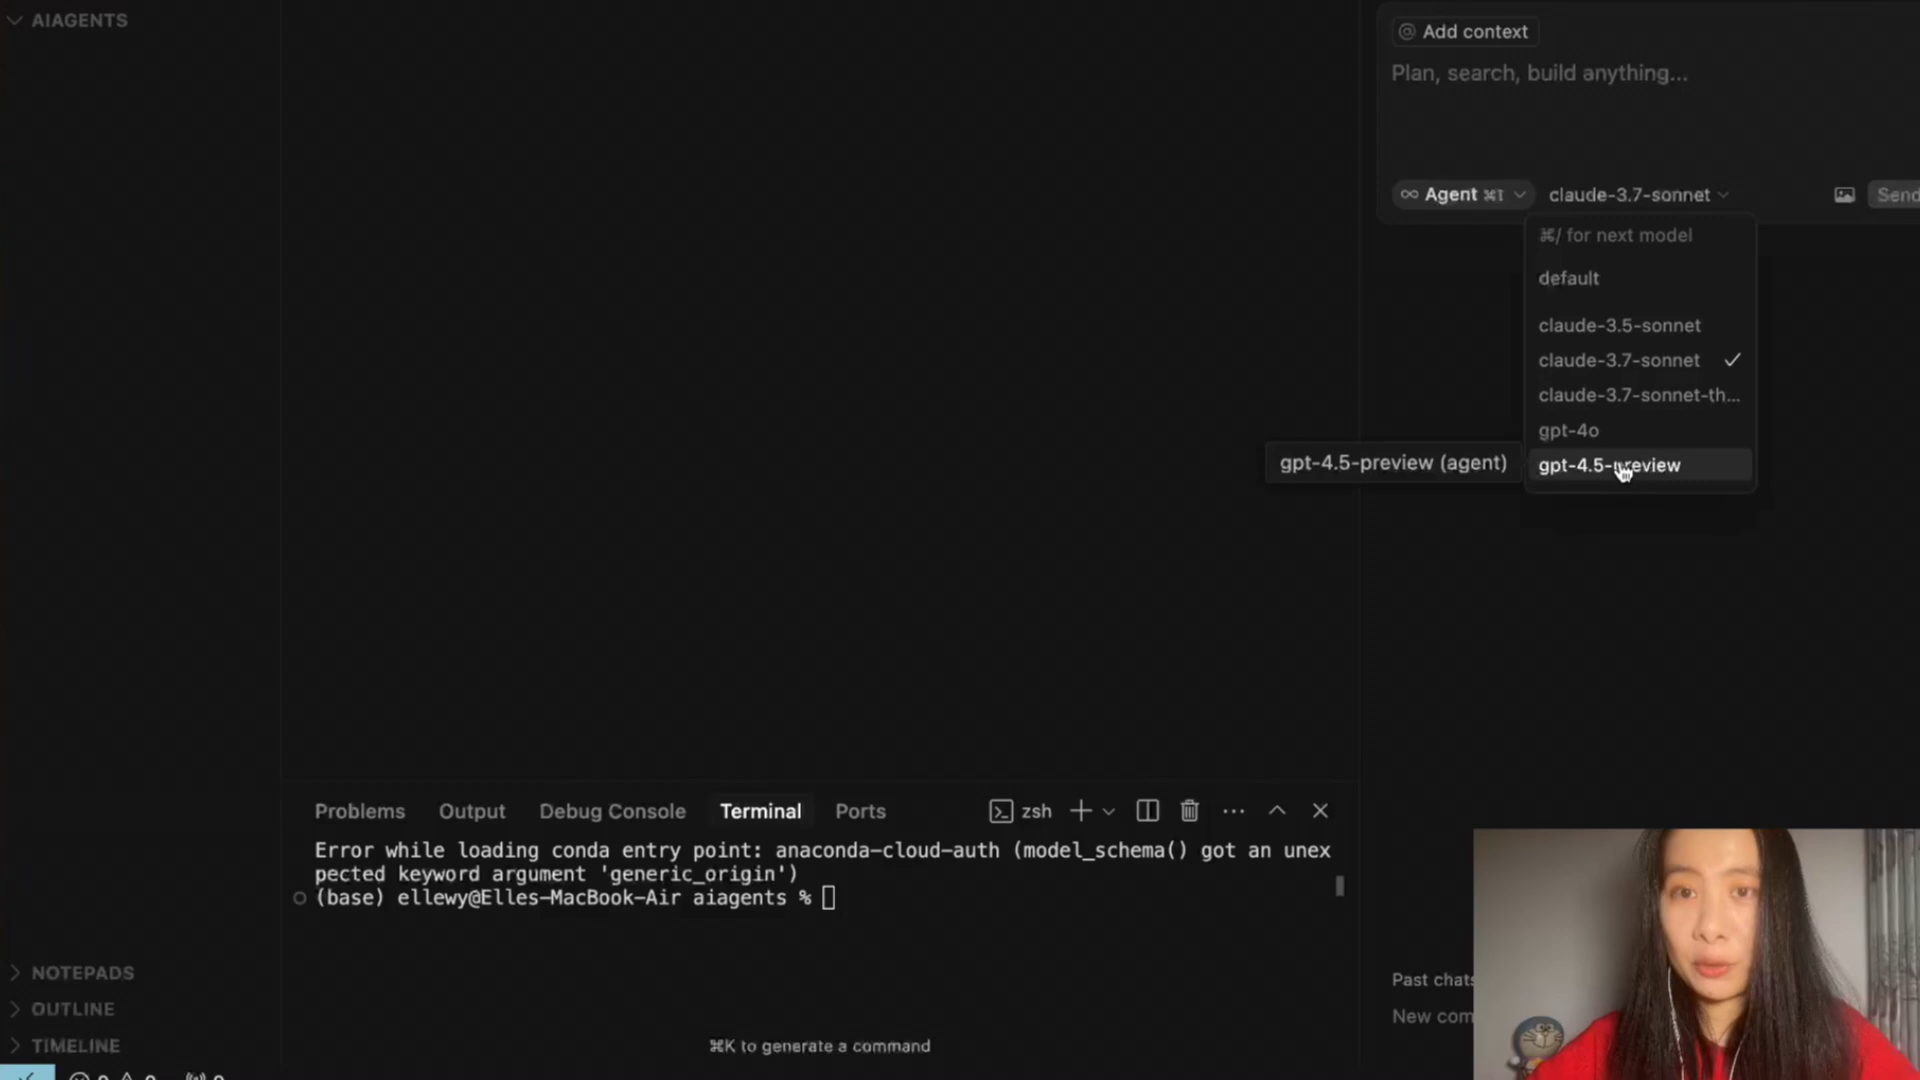 AIAGENTS
@ Add context
Plan, search, build anything...
∞ Agent ⌘I
claude-3.7-sonnet
Send
⌘/ for next model
default
claude-3.5-sonnet
claude-3.7-sonnet
claude-3.7-sonnet-th...
gpt-4o
gpt-4.5-preview (agent)
gpt-4.5-preview
Problems Output Debug Console Terminal Ports
zsh
Error while loading conda entry point: anaconda-cloud-auth (model_schema() got an unex
pected keyword argument 'generic_origin')
(base) ellewy@Elles-MacBook-Air aiagents %
⌘K to generate a command
NOTEPADS
OUTLINE
TIMELINE
Past chats
New com